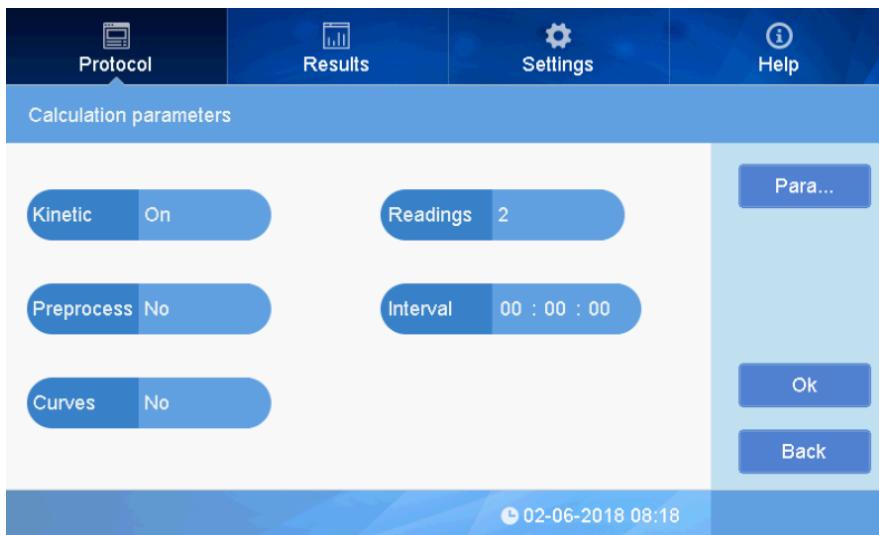 Protocol
Results
Settings
Help
Calculation parameters
Kinetic On
Readings 2
Para...
Preprocess No
Interval 00 : 00 : 00
Curves No
Ok
Back
02-06-2018 08:18